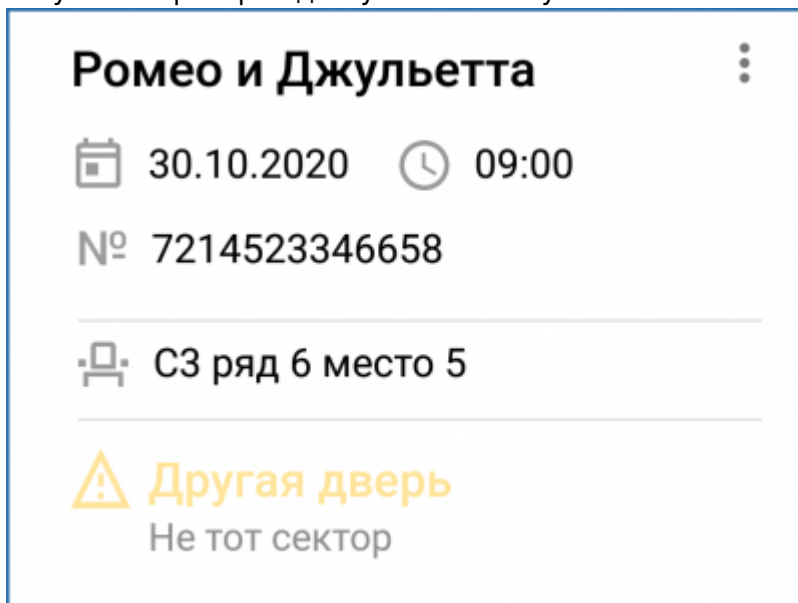 Ромео и Джульетта
30.10.2020 09:00
№ 7214523346658
С3 ряд 6 место 5
Другая дверь
Не тот сектор